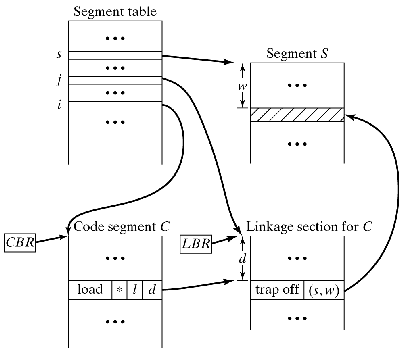 Segment table
s
j
i
Segment S
w
CBR
Code segment C
load * l d
LBR
Linkage section for C
d
trap off (s, w)